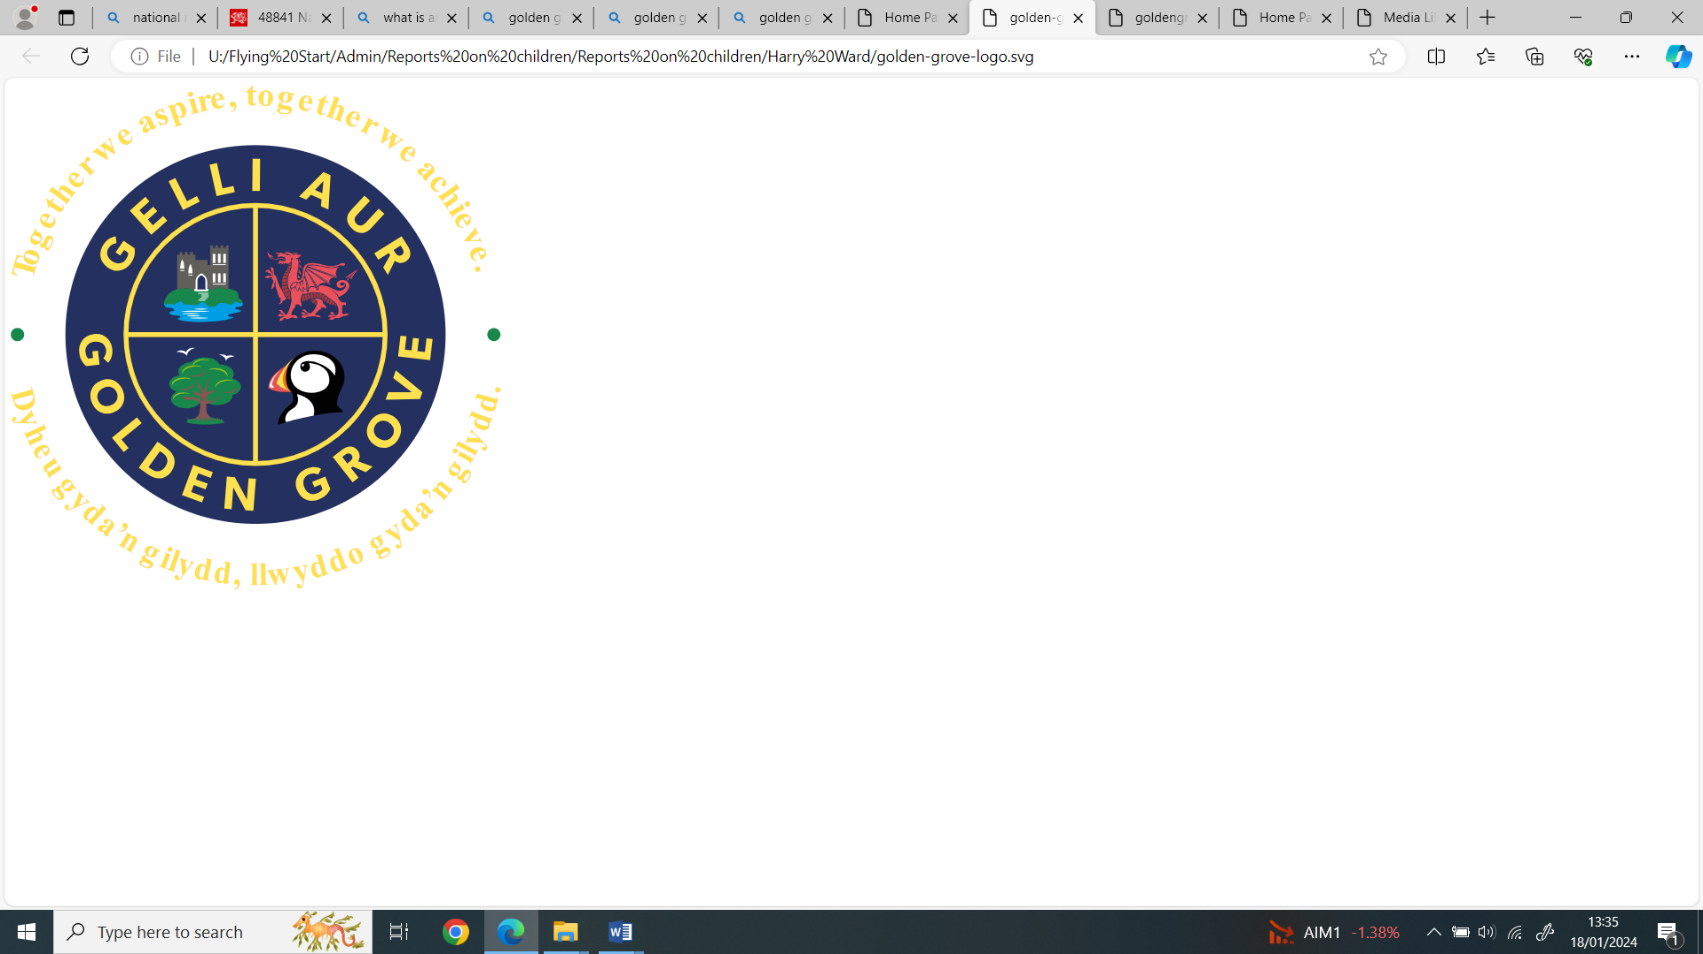 national
48841 Na
what is a
golden g
golden g
golden g
Home Pa
golden-g
goldengr
Home Pa
Media Li
File
U:/Flying%20Start/Admin/Reports%20on%20children/Reports%20on%20children/Harry%20Ward/golden-grove-logo.svg
Together we aspire, together we achieve.
GELLI AUR
GOLDEN GROVE
Dyheu gyda’n gilydd, llwyddo gyda’n gilydd.
Type here to search
AIM1 -1.38%
13:35
18/01/2024
1